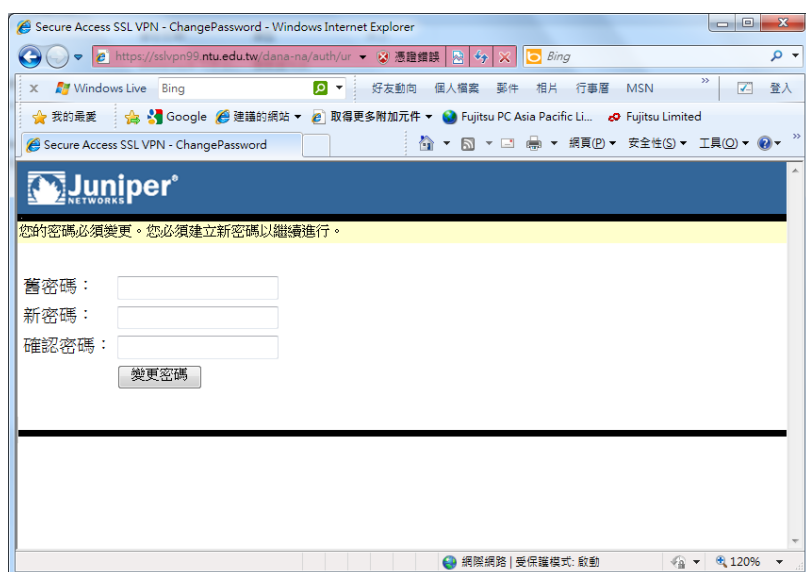 Secure Access SSL VPN - ChangePassword - Windows Internet Explorer
https://sslvpn99.ntu.edu.tw/dana-na/auth/ur 憑證錯誤 Bing
x Windows Live Bing 好友動向 個人檔案 郵件 相片 行事曆 MSN » 登入
我的最愛 Google 建議的網站 取得更多附加元件 Fujitsu PC Asia Pacific Li... Fujitsu Limited
Secure Access SSL VPN - ChangePassword 網頁(P) 安全性(S) 工具(O) »
Juniper®
NETWORKS
您的密碼必須變更。您必須建立新密碼以繼續進行。
舊密碼：
新密碼：
確認密碼：
變更密碼
網際網路 | 受保護模式: 啟動 120%